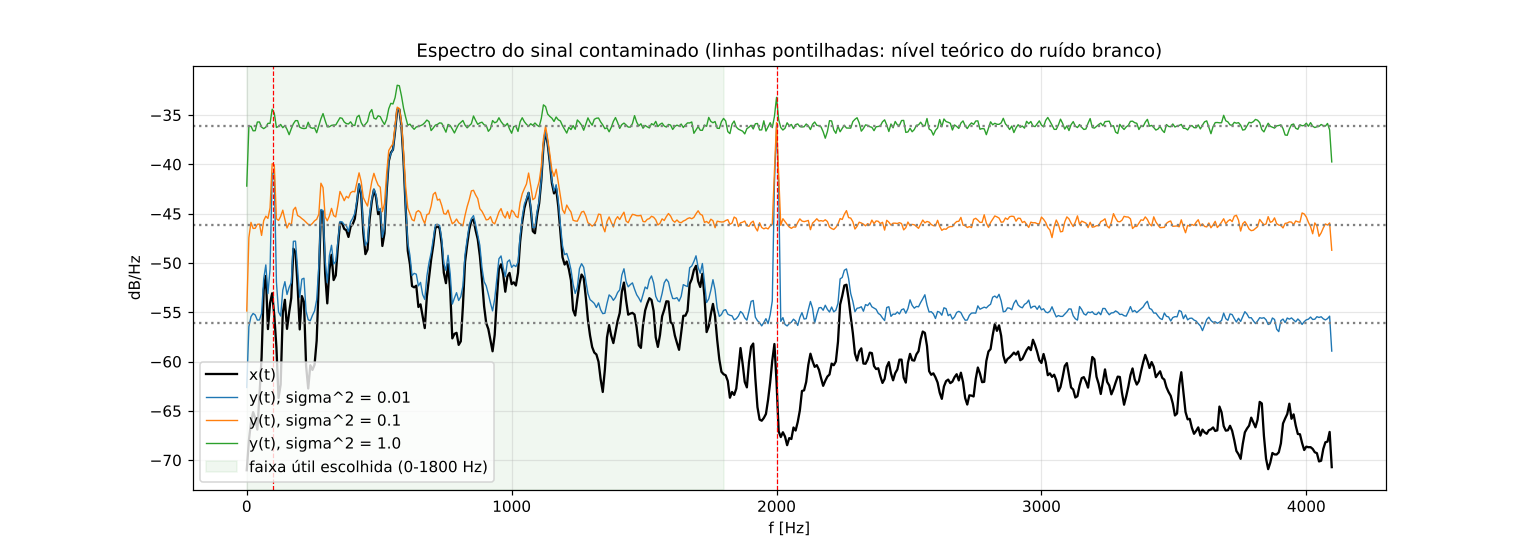 Espectro do sinal contaminado (linhas pontilhadas: nível teórico do ruído branco)
dB/Hz
−35
−40
−45
−50
−55
−60
−65
−70
x(t)
y(t), sigma^2 = 0.01
y(t), sigma^2 = 0.1
y(t), sigma^2 = 1.0
faixa útil escolhida (0-1800 Hz)
0 1000 2000 3000 4000
f [Hz]